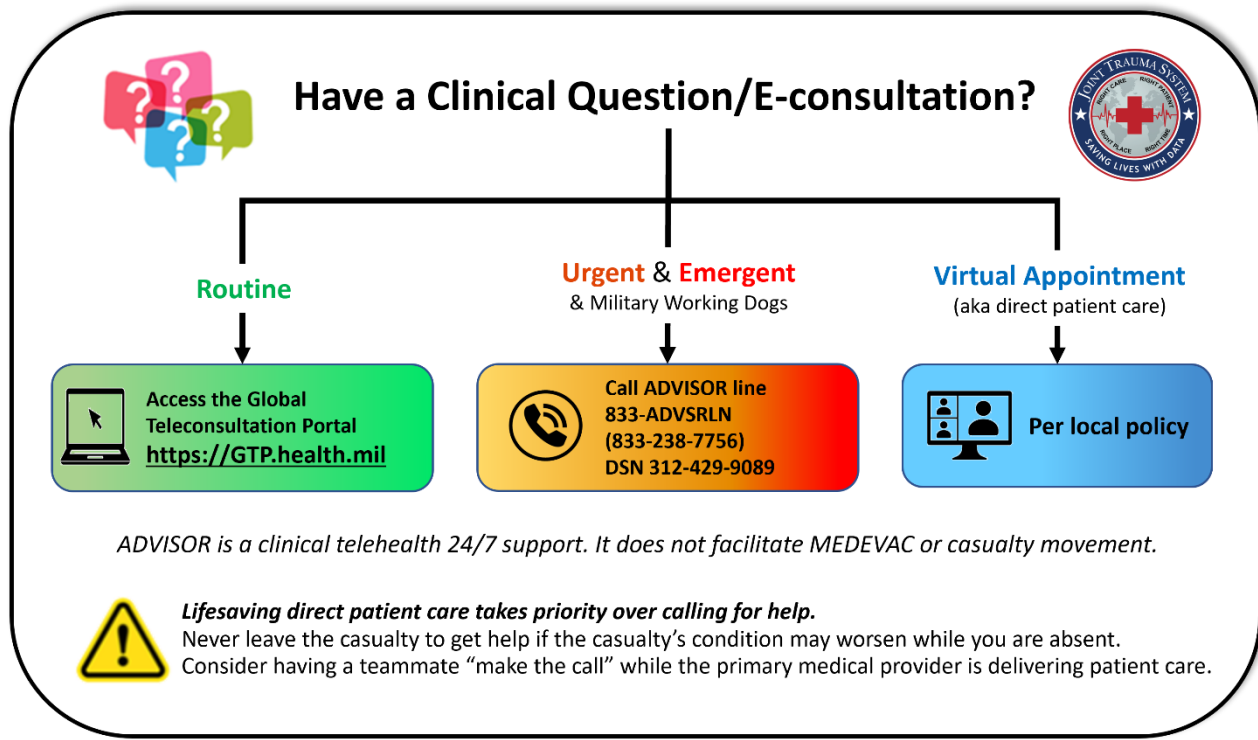 Have a Clinical Question/E-consultation?
JOINT TRAUMA SYSTEM
RIGHT CARE
RIGHT PATIENT
RIGHT PLACE
RIGHT TIME
SAVING LIVES WITH DATA
Routine
Access the Global
Teleconsultation Portal
https://GTP.health.mil
Urgent & Emergent
& Military Working Dogs
Call ADVISOR line
833-ADVSRLN
(833-238-7756)
DSN 312-429-9089
Virtual Appointment
(aka direct patient care)
Per local policy
ADVISOR is a clinical telehealth 24/7 support. It does not facilitate MEDEVAC or casualty movement.
Lifesaving direct patient care takes priority over calling for help.
Never leave the casualty to get help if the casualty's condition may worsen while you are absent.
Consider having a teammate “make the call” while the primary medical provider is delivering patient care.